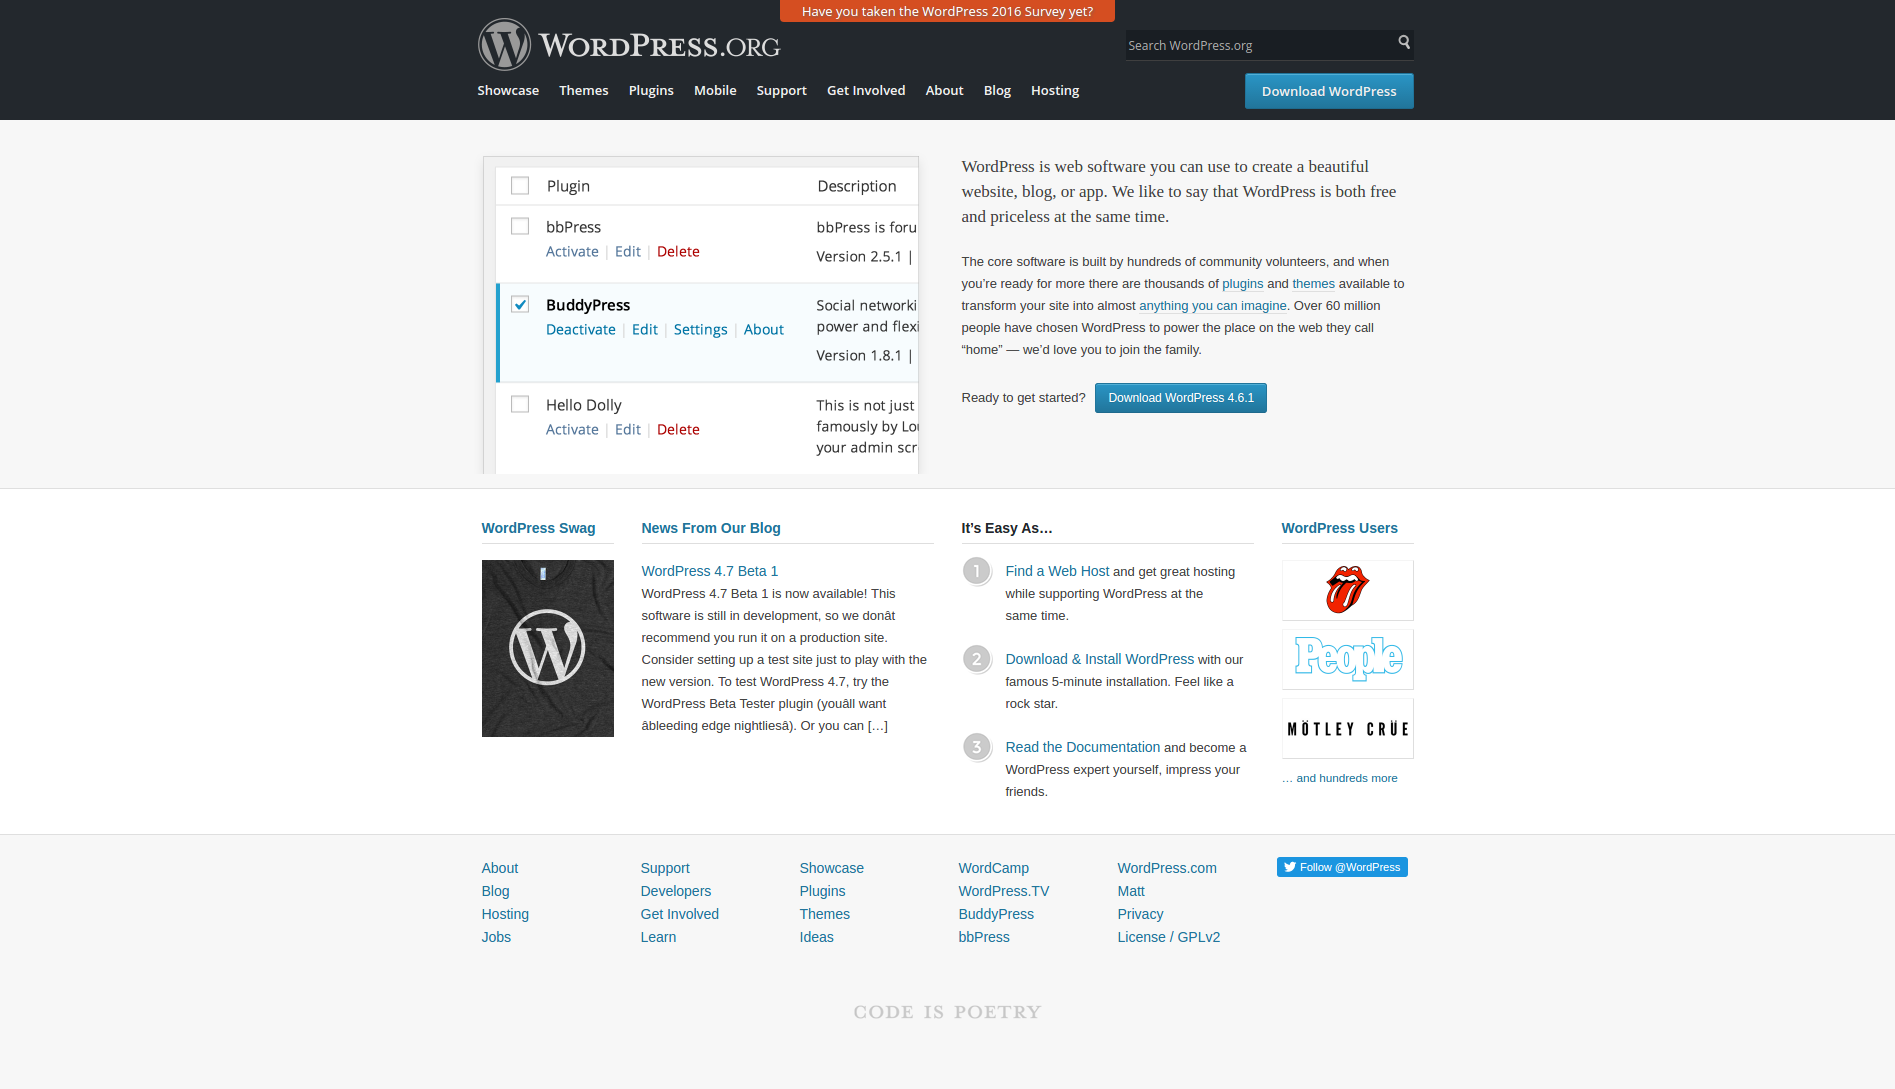 Have you taken the WordPress 2016 Survey yet?
WORDPRESS.ORG
Search WordPress.org
Showcase Themes Plugins Mobile Support Get Involved About Blog Hosting
Download WordPress
Plugin Description
bbPress bbPress is foru
Activate | Edit | Delete
Version 2.5.1 |
BuddyPress Social networki
Deactivate | Edit | Settings | About power and flexi
Version 1.8.1 |
Hello Dolly This is not just
Activate | Edit | Delete famously by Lou
your admin scr
WordPress is web software you can use to create a beautiful
website, blog, or app. We like to say that WordPress is both free
and priceless at the same time.
The core software is built by hundreds of community volunteers, and when
you’re ready for more there are thousands of plugins and themes available to
transform your site into almost anything you can imagine. Over 60 million
people have chosen WordPress to power the place on the web they call
“home” — we’d love you to join the family.
Ready to get started? Download WordPress 4.6.1
WordPress Swag
News From Our Blog
WordPress 4.7 Beta 1
WordPress 4.7 Beta 1 is now available! This
software is still in development, so we donât
recommend you run it on a production site.
Consider setting up a test site just to play with the
new version. To test WordPress 4.7, try the
WordPress Beta Tester plugin (youâll want
âbleeding edge nightliesâ). Or you can […]
It’s Easy As…
1 Find a Web Host and get great hosting
while supporting WordPress at the
same time.
2 Download & Install WordPress with our
famous 5-minute installation. Feel like a
rock star.
3 Read the Documentation and become a
WordPress expert yourself, impress your
friends.
WordPress Users
People
MÖTLEY CRÜE
… and hundreds more
About
Blog
Hosting
Jobs
Support
Developers
Get Involved
Learn
Showcase
Plugins
Themes
Ideas
WordCamp
WordPress.TV
BuddyPress
bbPress
WordPress.com
Matt
Privacy
License / GPLv2
Follow @WordPress
CODE IS POETRY